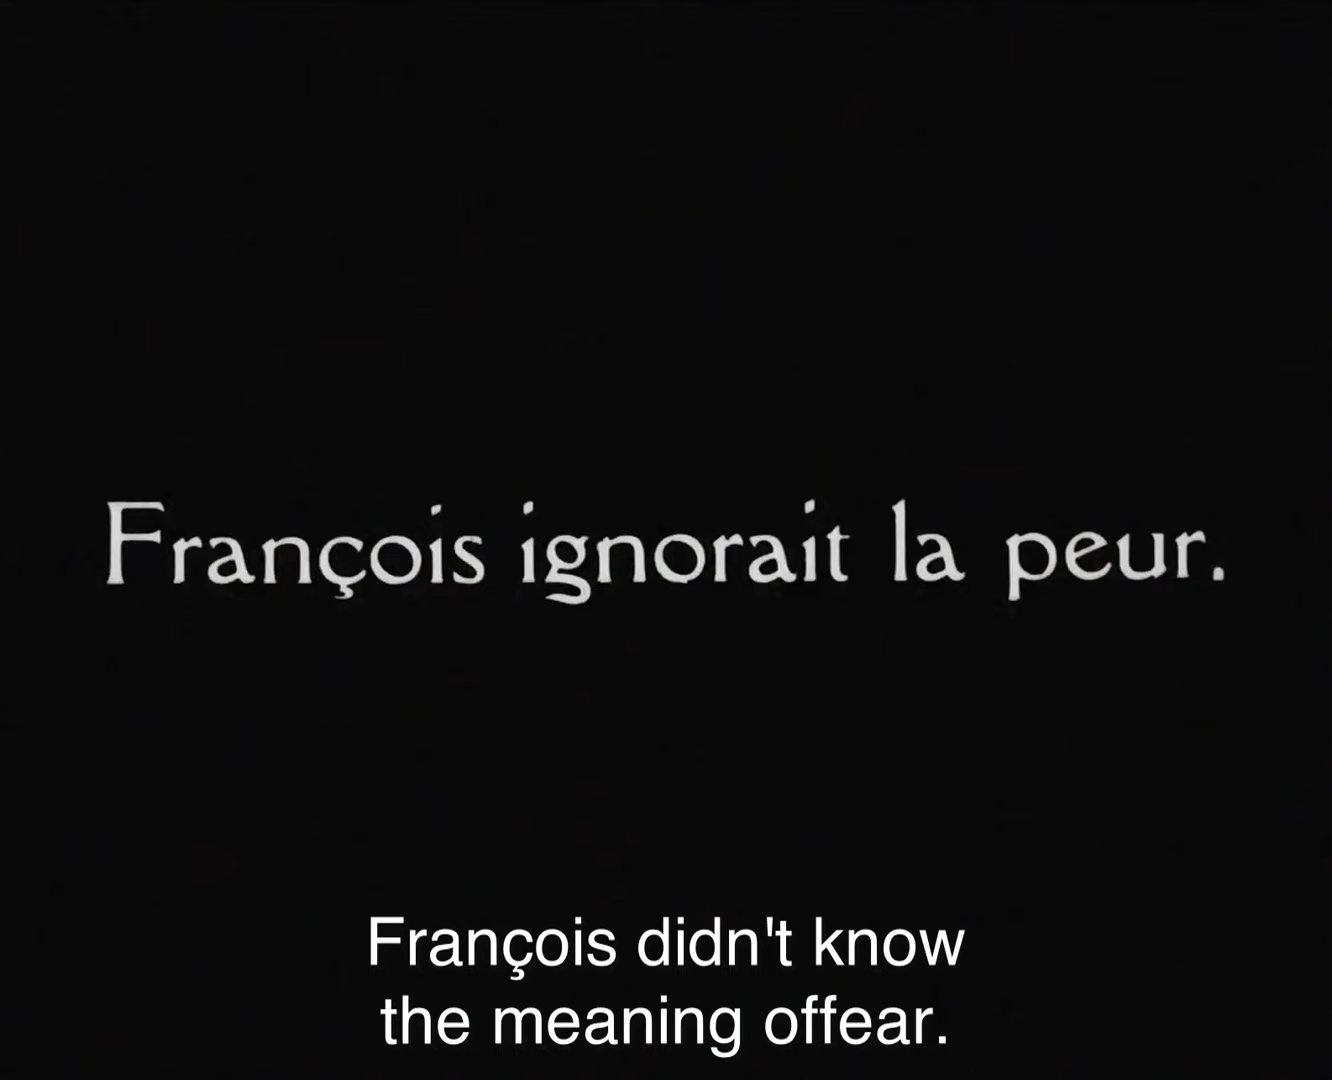 François ignorait la peur.
François didn't know
the meaning offear.